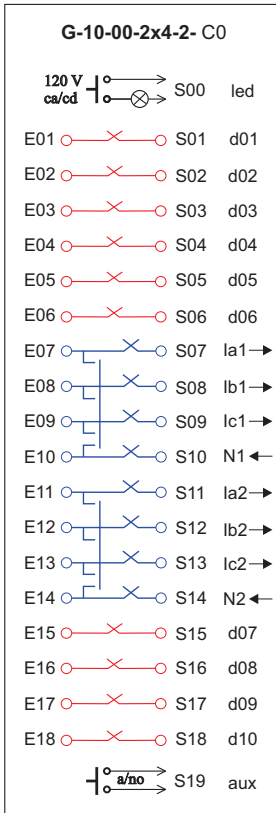 G-10-00-2x4-2- C0
120 V
ca/cd S00 led
E01 S01 d01
E02 S02 d02
E03 S03 d03
E04 S04 d04
E05 S05 d05
E06 S06 d06
E07 S07 Ia1
E08 S08 Ib1
E09 S09 Ic1
E10 S10 N1
E11 S11 Ia2
E12 S12 Ib2
E13 S13 Ic2
E14 S14 N2
E15 S15 d07
E16 S16 d08
E17 S17 d09
E18 S18 d10
a/no S19 aux